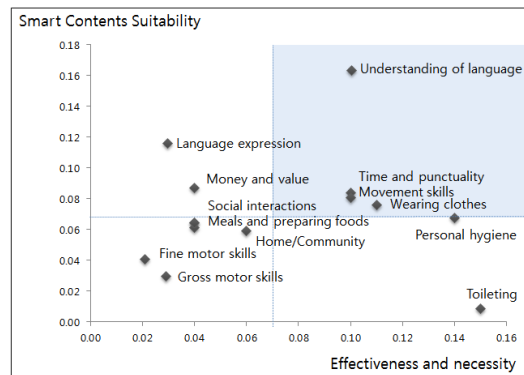 Smart Contents Suitability
0.18
0.16
0.14
0.12
0.10
0.08
0.06
0.04
0.02
0.00
Understanding of language
Language expression
Money and value
Time and punctuality
Movement skills
Social interactions
Wearing clothes
Meals and preparing foods
Personal hygiene
Home/Community
Fine motor skills
Gross motor skills
Toileting
0.00 0.02 0.04 0.06 0.08 0.10 0.12 0.14 0.16
Effectiveness and necessity